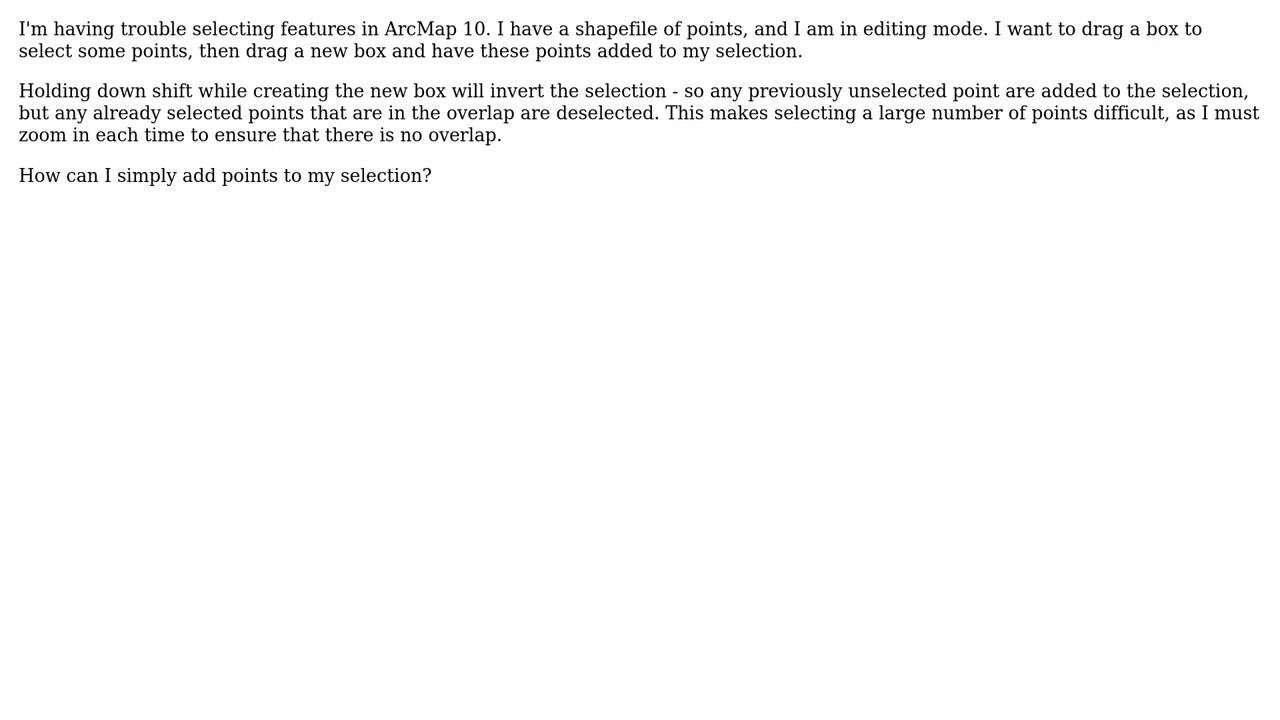 I'm having trouble selecting features in ArcMap 10. I have a shapefile of points, and I am in editing mode. I want to drag a box to
select some points, then drag a new box and have these points added to my selection.
Holding down shift while creating the new box will invert the selection - so any previously unselected point are added to the selection,
but any already selected points that are in the overlap are deselected. This makes selecting a large number of points difficult, as I must
zoom in each time to ensure that there is no overlap.
How can I simply add points to my selection?